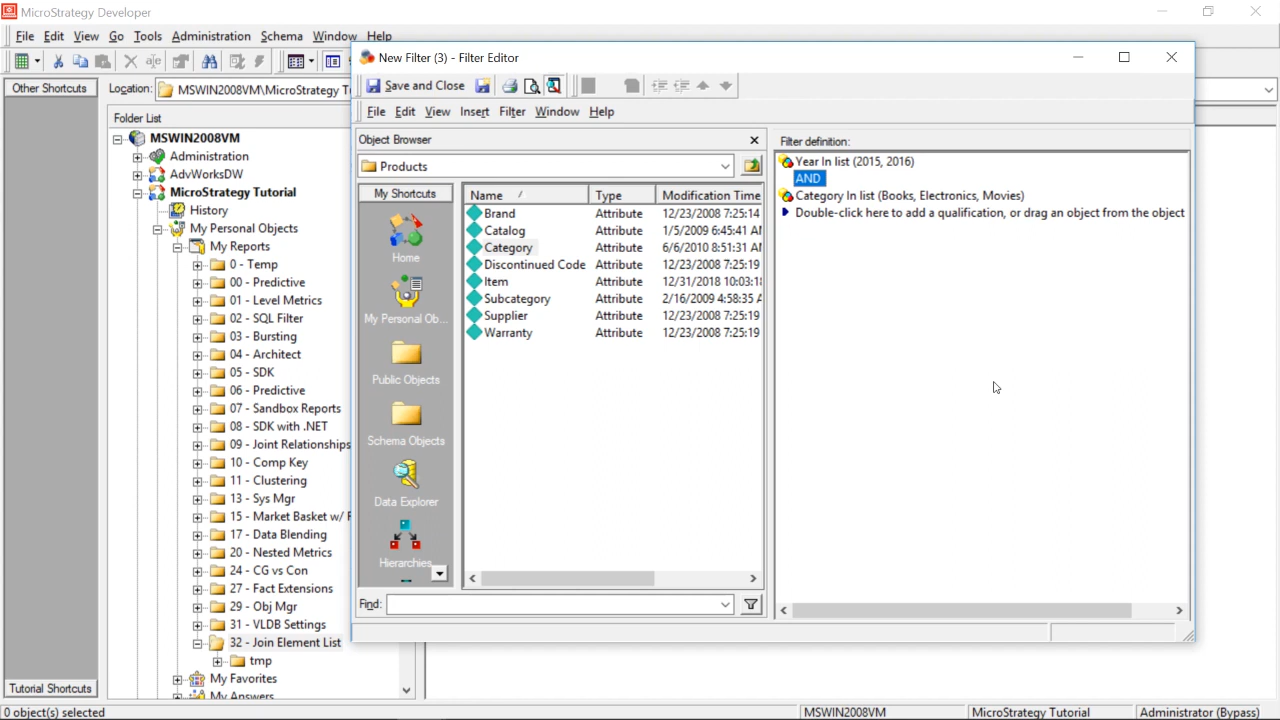 MicroStrategy Developer
File Edit View Go Tools Administration Schema Window Help
Other Shortcuts
Location: MSWIN2008VM\MicroStrategy T
Folder List
MSWIN2008VM
Administration
AdvWorksDW
MicroStrategy Tutorial
History
My Personal Objects
My Reports
0 - Temp
00 - Predictive
01 - Level Metrics
02 - SQL Filter
03 - Bursting
04 - Architect
05 - SDK
06 - Predictive
07 - Sandbox Reports
08 - SDK with .NET
09 - Joint Relationships
10 - Comp Key
11 - Clustering
13 - Sys Mgr
15 - Market Basket w/ F
17 - Data Blending
20 - Nested Metrics
24 - CG vs Con
27 - Fact Extensions
29 - Obj Mgr
31 - VLDB Settings
32 - Join Element List
tmp
My Favorites
My Answers
Tutorial Shortcuts
New Filter (3) - Filter Editor
Save and Close
File Edit View Insert Filter Window Help
Object Browser
Products
My Shortcuts
Home
My Personal Ob...
Public Objects
Schema Objects
Data Explorer
Hierarchies
Name Type Modification Time
Brand Attribute 12/23/2008 7:25:14
Catalog Attribute 1/5/2009 6:45:41 AM
Category Attribute 6/6/2010 8:51:31 AM
Discontinued Code Attribute 12/23/2008 7:25:19
Item Attribute 12/31/2018 10:03:1
Subcategory Attribute 2/16/2009 4:58:35 A
Supplier Attribute 12/23/2008 7:25:19
Warranty Attribute 12/23/2008 7:25:19
Find:
Filter definition:
Year In list (2015, 2016)
AND
Category In list (Books, Electronics, Movies)
Double-click here to add a qualification, or drag an object from the object
0 object(s) selected
MSWIN2008VM
MicroStrategy Tutorial
Administrator (Bypass)